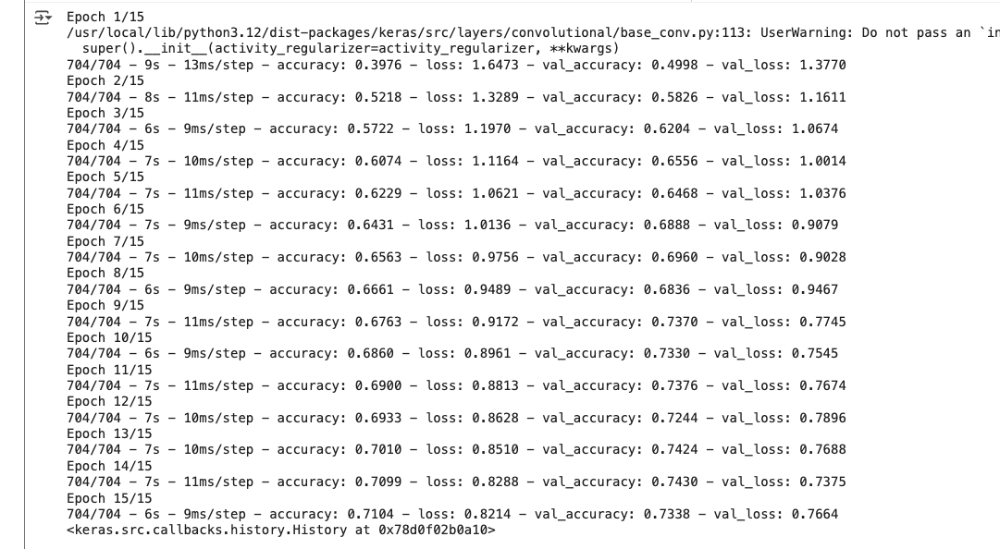 Epoch 1/15
/usr/local/lib/python3.12/dist-packages/keras/src/layers/convolutional/base_conv.py:113: UserWarning: Do not pass an `in
super().__init__(activity_regularizer=activity_regularizer, **kwargs)
704/704 - 9s - 13ms/step - accuracy: 0.3976 - loss: 1.6473 - val_accuracy: 0.4998 - val_loss: 1.3770
Epoch 2/15
704/704 - 8s - 11ms/step - accuracy: 0.5218 - loss: 1.3289 - val_accuracy: 0.5826 - val_loss: 1.1611
Epoch 3/15
704/704 - 6s - 9ms/step - accuracy: 0.5722 - loss: 1.1970 - val_accuracy: 0.6204 - val_loss: 1.0674
Epoch 4/15
704/704 - 7s - 10ms/step - accuracy: 0.6074 - loss: 1.1164 - val_accuracy: 0.6556 - val_loss: 1.0014
Epoch 5/15
704/704 - 7s - 11ms/step - accuracy: 0.6229 - loss: 1.0621 - val_accuracy: 0.6468 - val_loss: 1.0376
Epoch 6/15
704/704 - 7s - 9ms/step - accuracy: 0.6431 - loss: 1.0136 - val_accuracy: 0.6888 - val_loss: 0.9079
Epoch 7/15
704/704 - 7s - 10ms/step - accuracy: 0.6563 - loss: 0.9756 - val_accuracy: 0.6960 - val_loss: 0.9028
Epoch 8/15
704/704 - 6s - 9ms/step - accuracy: 0.6661 - loss: 0.9489 - val_accuracy: 0.6836 - val_loss: 0.9467
Epoch 9/15
704/704 - 7s - 11ms/step - accuracy: 0.6763 - loss: 0.9172 - val_accuracy: 0.7370 - val_loss: 0.7745
Epoch 10/15
704/704 - 6s - 9ms/step - accuracy: 0.6860 - loss: 0.8961 - val_accuracy: 0.7330 - val_loss: 0.7545
Epoch 11/15
704/704 - 7s - 11ms/step - accuracy: 0.6900 - loss: 0.8813 - val_accuracy: 0.7376 - val_loss: 0.7674
Epoch 12/15
704/704 - 7s - 10ms/step - accuracy: 0.6933 - loss: 0.8628 - val_accuracy: 0.7244 - val_loss: 0.7896
Epoch 13/15
704/704 - 7s - 10ms/step - accuracy: 0.7010 - loss: 0.8510 - val_accuracy: 0.7424 - val_loss: 0.7688
Epoch 14/15
704/704 - 7s - 11ms/step - accuracy: 0.7099 - loss: 0.8288 - val_accuracy: 0.7430 - val_loss: 0.7375
Epoch 15/15
704/704 - 6s - 9ms/step - accuracy: 0.7104 - loss: 0.8214 - val_accuracy: 0.7338 - val_loss: 0.7664
<keras.src.callbacks.history.History at 0x78d0f02b0a10>